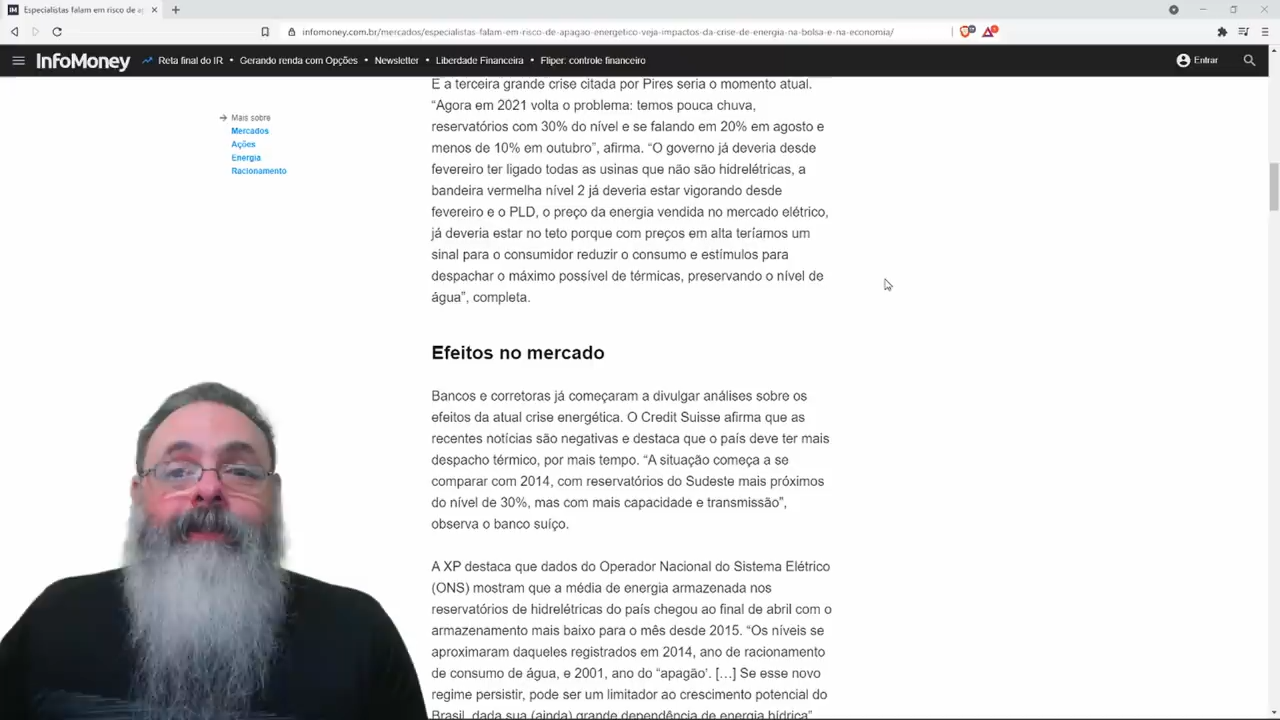 Especialistas falam em risco de a
infomoney.com.br/mercados/especialistas-falam-em-risco-de-apagao-energetico-veja-impactos-da-crise-de-energia-na-bolsa-e-na-economia/
InfoMoney
Reta final do IR • Gerando renda com Opções • Newsletter • Liberdade Financeira • Fliper: controle financeiro
Entrar
Mais sobre
Mercados
Ações
Energia
Racionamento
E a terceira grande crise citada por Pires seria o momento atual.
“Agora em 2021 volta o problema: temos pouca chuva,
reservatórios com 30% do nível e se falando em 20% em agosto e
menos de 10% em outubro”, afirma. “O governo já deveria desde
fevereiro ter ligado todas as usinas que não são hidrelétricas, a
bandeira vermelha nível 2 já deveria estar vigorando desde
fevereiro e o PLD, o preço da energia vendida no mercado elétrico,
já deveria estar no teto porque com preços em alta teríamos um
sinal para o consumidor reduzir o consumo e estímulos para
despachar o máximo possível de térmicas, preservando o nível de
água”, completa.
Efeitos no mercado
Bancos e corretoras já começaram a divulgar análises sobre os
efeitos da atual crise energética. O Credit Suisse afirma que as
recentes notícias são negativas e destaca que o país deve ter mais
despacho térmico, por mais tempo. “A situação começa a se
comparar com 2014, com reservatórios do Sudeste mais próximos
do nível de 30%, mas com mais capacidade e transmissão”,
observa o banco suíço.
A XP destaca que dados do Operador Nacional do Sistema Elétrico
(ONS) mostram que a média de energia armazenada nos
reservatórios de hidrelétricas do país chegou ao final de abril com o
armazenamento mais baixo para o mês desde 2015. “Os níveis se
aproximaram daqueles registrados em 2014, ano de racionamento
de consumo de água, e 2001, ano do “apagão'. […] Se esse novo
regime persistir, pode ser um limitador ao crescimento potencial do
Brasil, dada sua (ainda) grande dependência de energia hídrica”